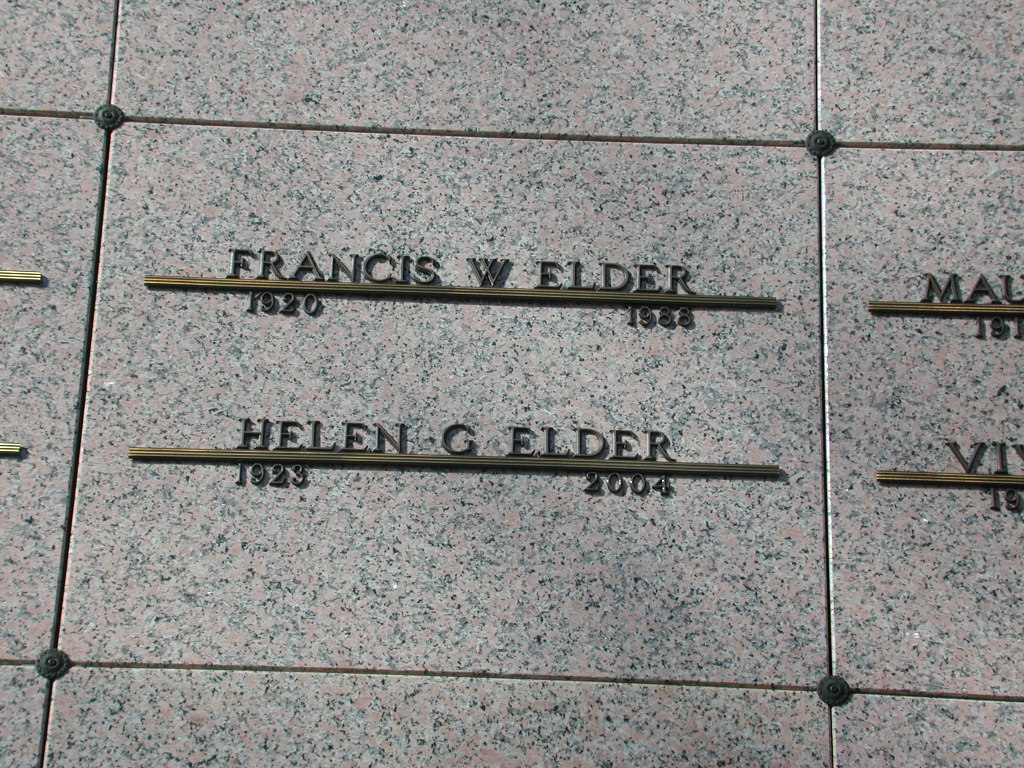 FRANCIS W ELDER
1920 1988
HELEN G ELDER
1923 2004